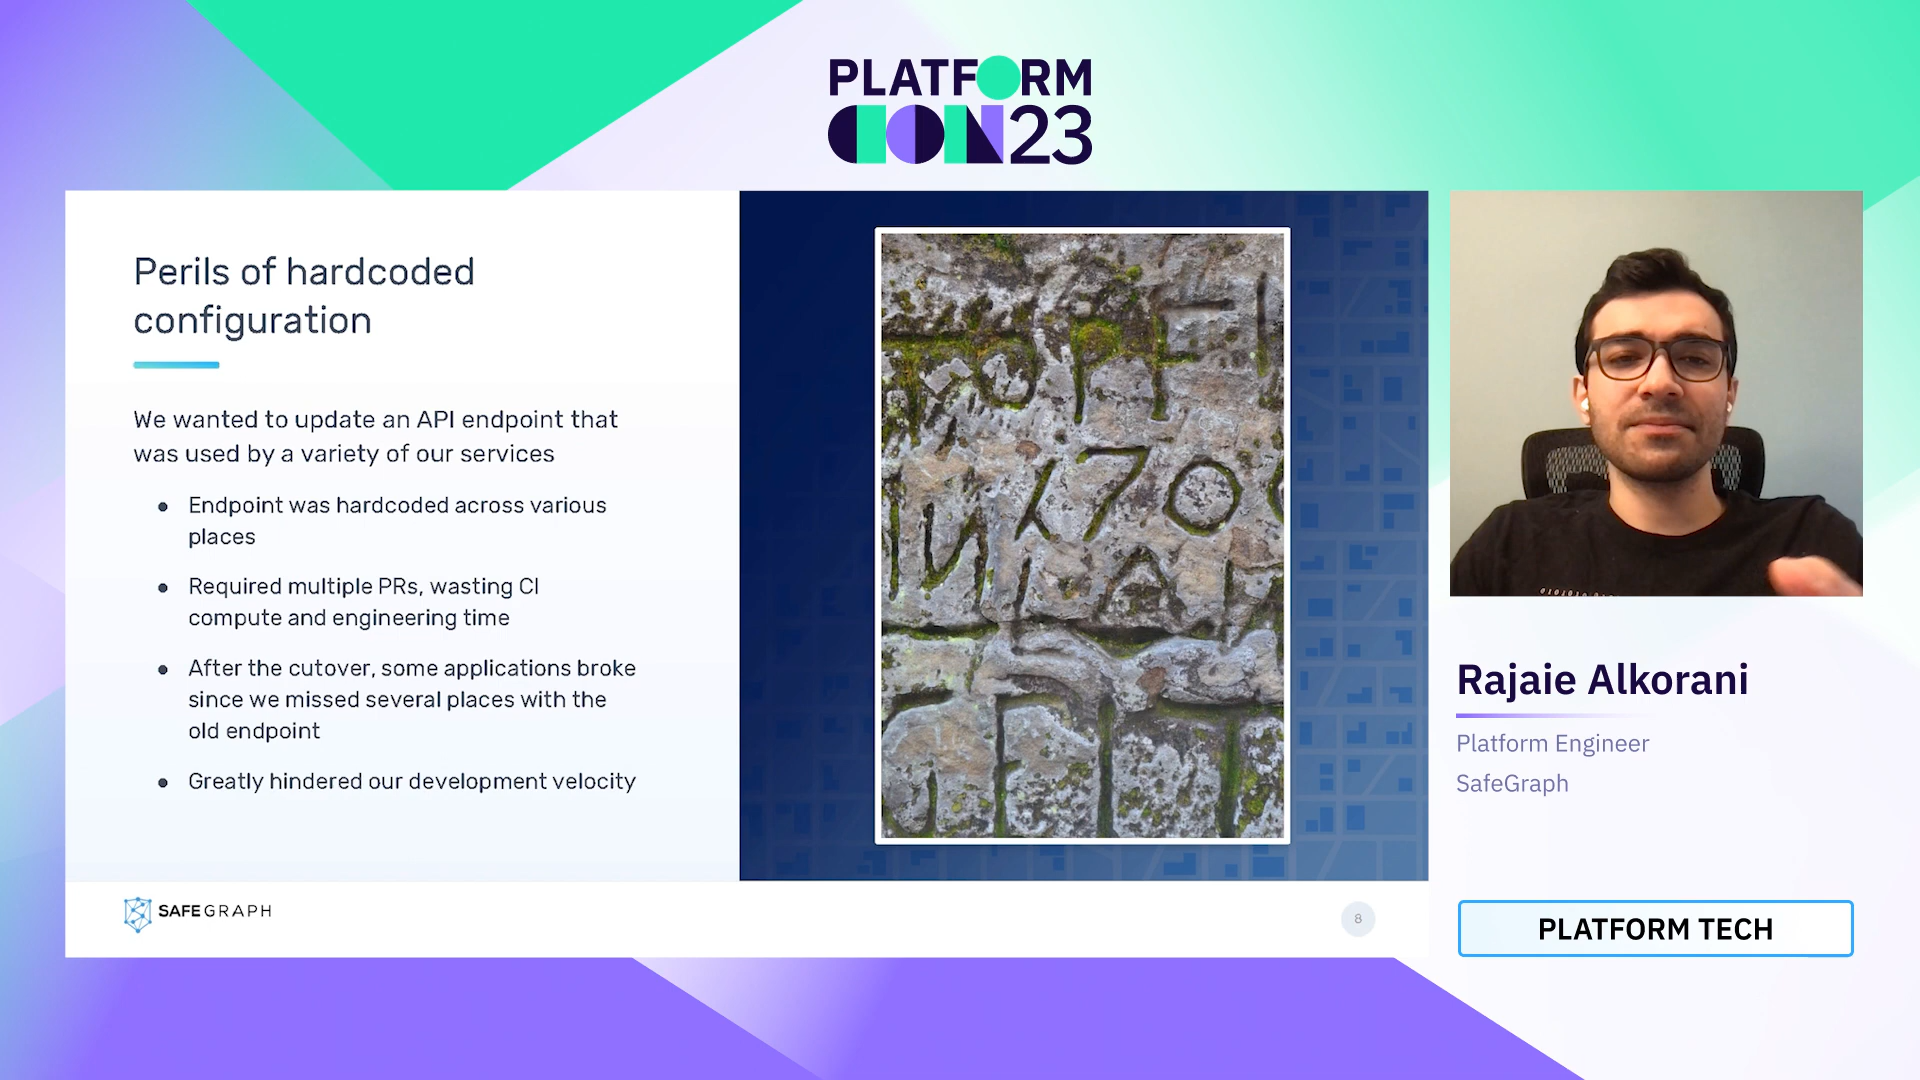 PLATFORM
CON23
Perils of hardcoded
configuration
We wanted to update an API endpoint that
was used by a variety of our services
● Endpoint was hardcoded across various
places
● Required multiple PRs, wasting CI
compute and engineering time
● After the cutover, some applications broke
since we missed several places with the
old endpoint
● Greatly hindered our development velocity
SAFEGRAPH
8
Rajaie Alkorani
Platform Engineer
SafeGraph
PLATFORM TECH